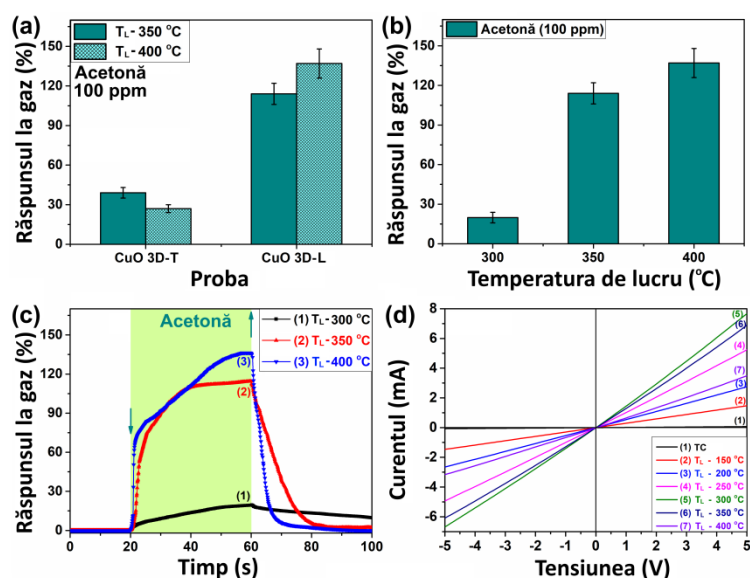 (a)
T_L - 350 °C
T_L - 400 °C
Acetonă
100 ppm
Răspunsul la gaz (%)
150
120
90
60
30
0
CuO 3D-T
CuO 3D-L
Proba
(b)
Acetonă (100 ppm)
Răspunsul la gaz (%)
150
120
90
60
30
0
300
350
400
Temperatura de lucru (°C)
(c)
Acetonă
(1) T_L - 300 °C
(2) T_L - 350 °C
(3) T_L - 400 °C
(3)
(2)
(1)
Răspunsul la gaz (%)
150
120
90
60
30
0
0
20
40
60
80
100
Timp (s)
(d)
(5)
(6)
(4)
(7)
(3)
(2)
(1)
Curentul (mA)
8
6
4
2
0
-2
-4
-6
(1) TC
(2) T_L - 150 °C
(3) T_L - 200 °C
(4) T_L - 250 °C
(5) T_L - 300 °C
(6) T_L - 350 °C
(7) T_L - 400 °C
-5
-4
-3
-2
-1
0
1
2
3
4
5
Tensiunea (V)